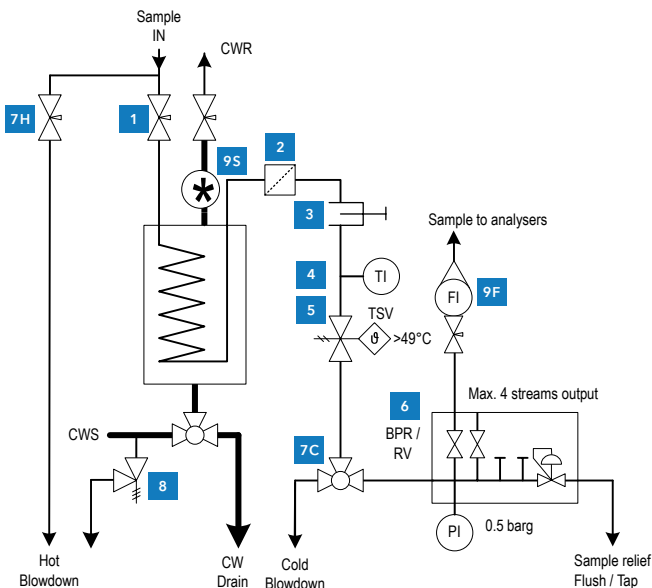 Sample
IN
CWR
7H
1
9S
2
3
Sample to analysers
4
TI
FI
9F
5
TSV
ϑ
>49°C
6
Max. 4 streams output
BPR /
RV
CWS
7C
8
PI
0.5 barg
Hot
Blowdown
CW
Drain
Cold
Blowdown
Sample relief
Flush / Tap